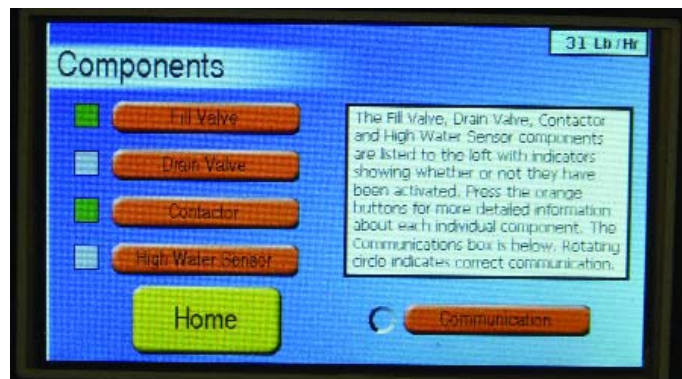 31 Lb/Hr
Components
Fill Valve
Drain Valve
Contactor
High Water Sensor
Home
The Fill Valve, Drain Valve, Contactor
and High Water Sensor components
are listed to the left with indicators
showing whether or not they have
been activated. Press the orange
buttons for more detailed information
about each individual component. The
Communications box is below. Rotating
circle indicates correct communication.
Communication